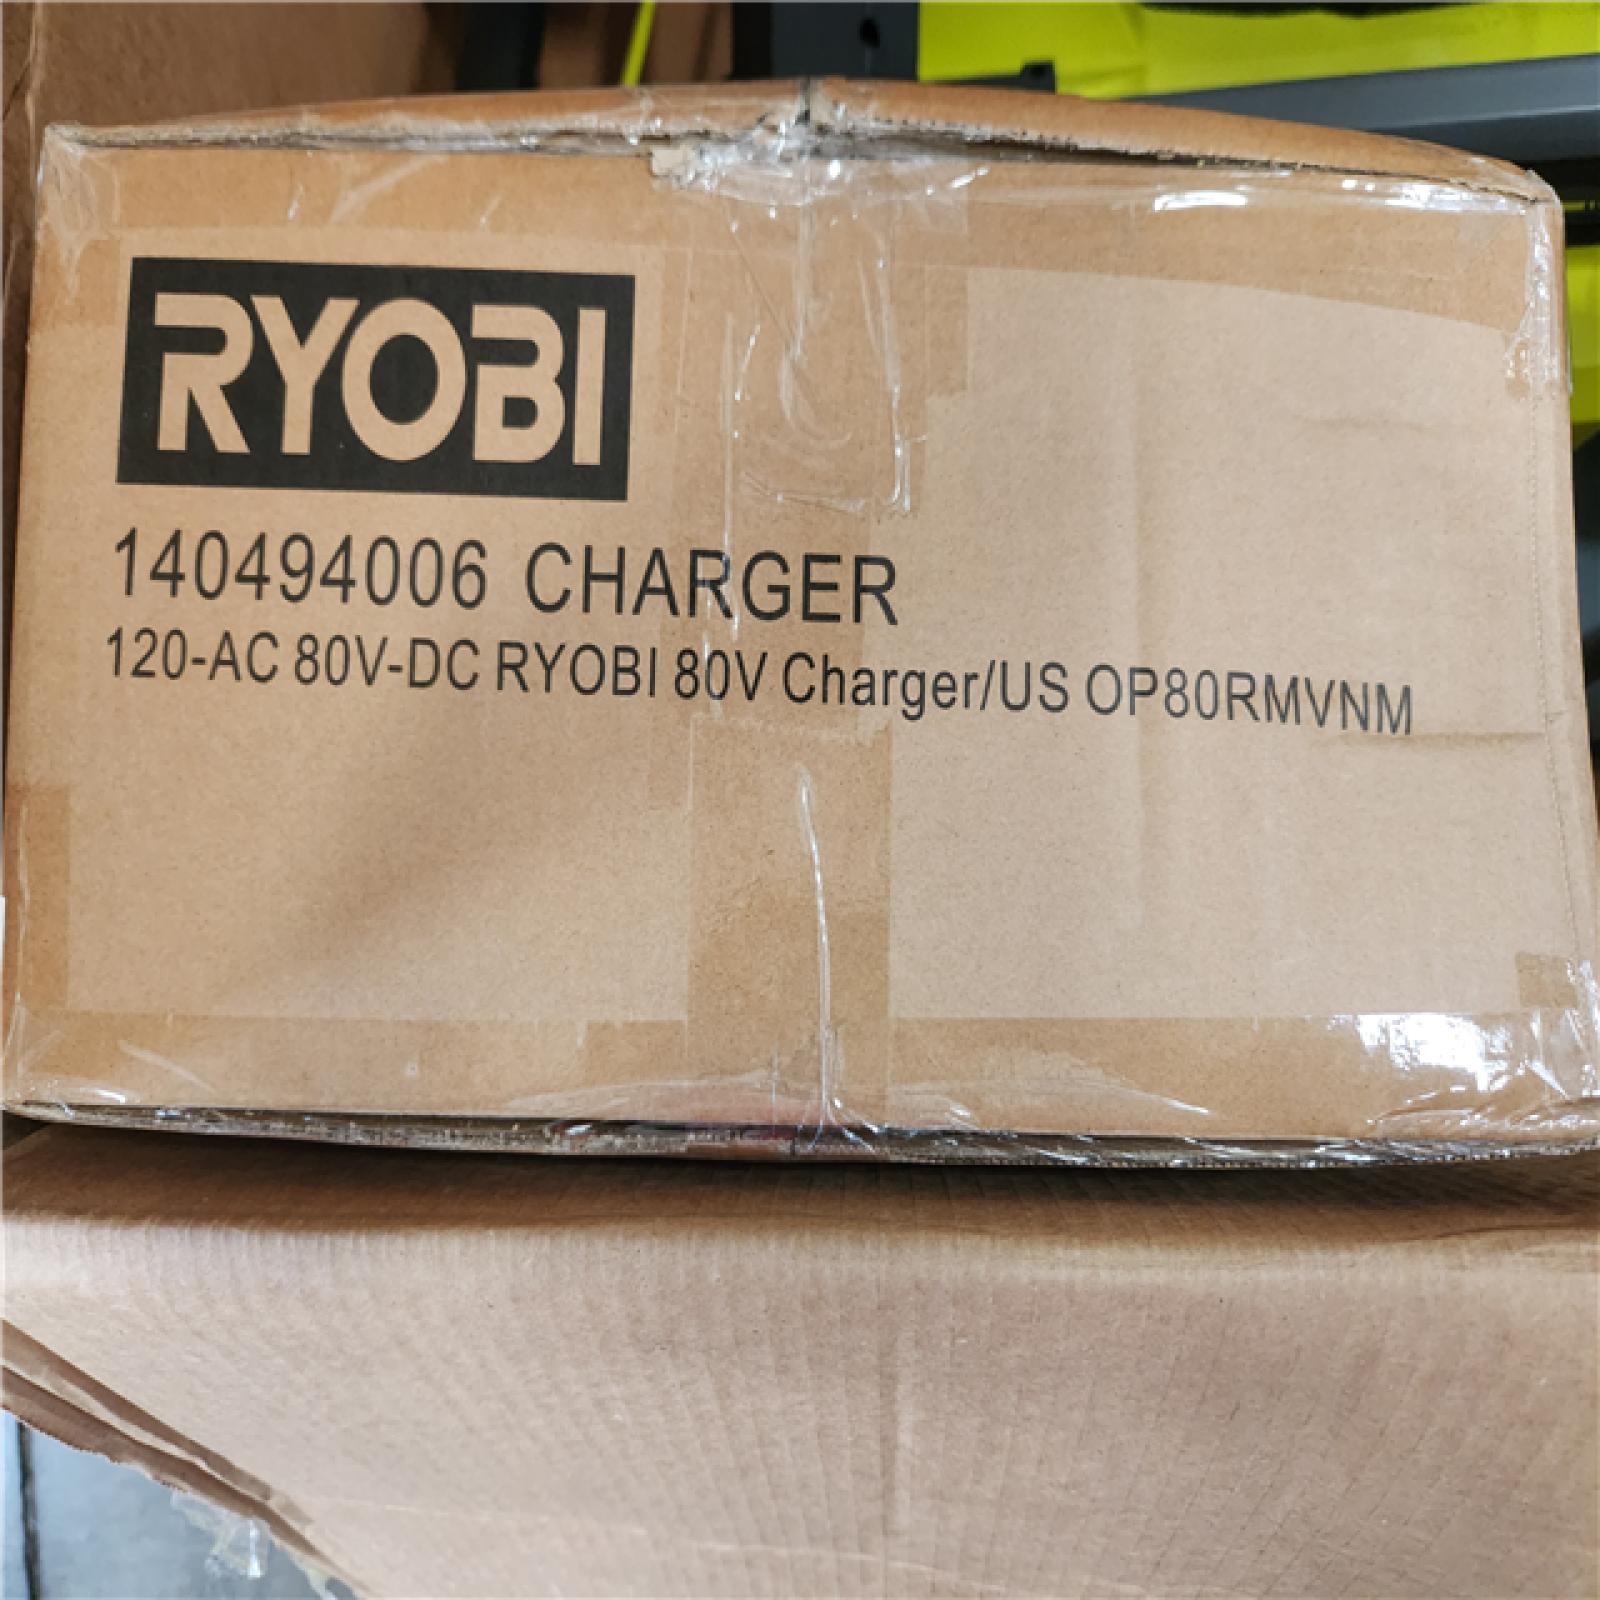 RYOBI
140494006 CHARGER
120-AC 80V-DC RYOBI 80V Charger/US OP80RMVNM